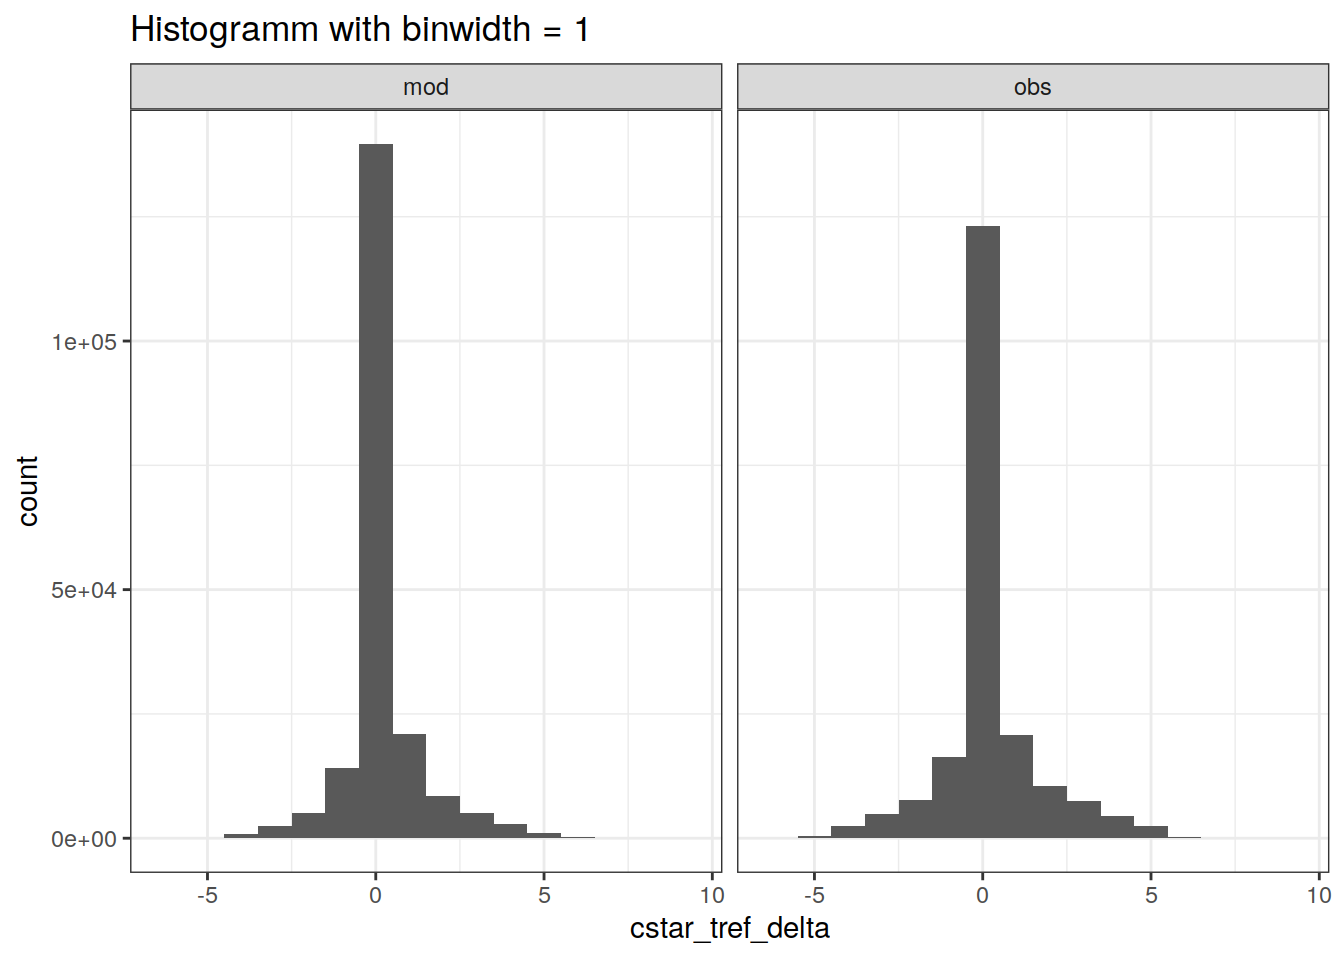 Histogramm with binwidth = 1
mod
obs
1e+05
5e+04
0e+00
count
-5 0 5 10
-5 0 5 10
cstar_tref_delta